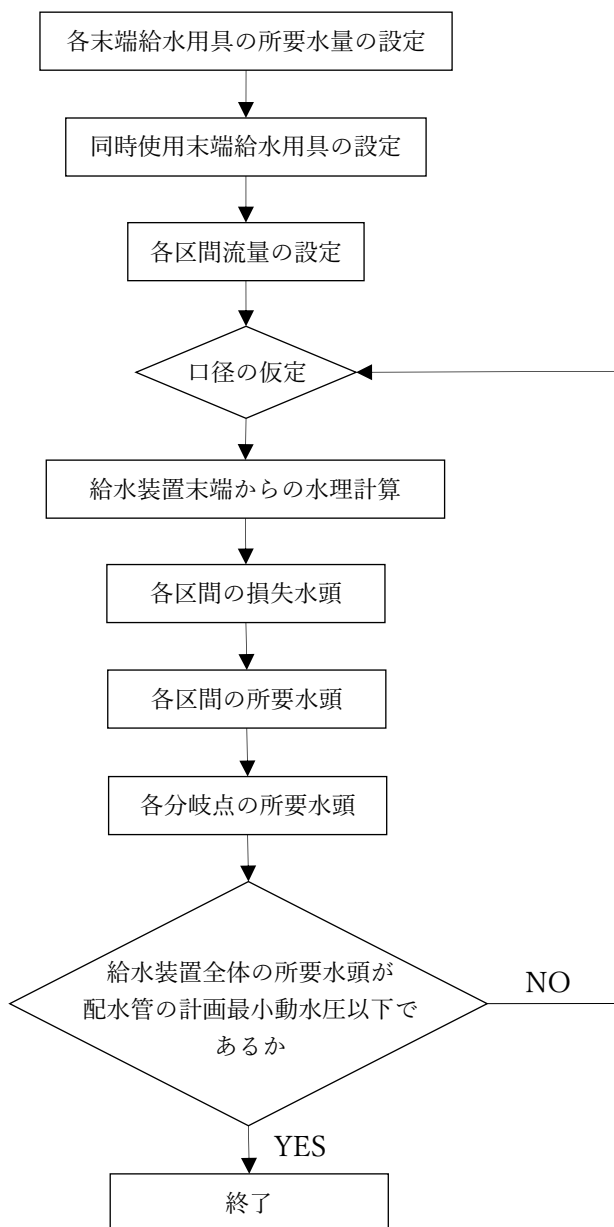 各末端給水用具の所要水量の設定
同時使用末端給水用具の設定
各区間流量の設定
口径の仮定
給水装置末端からの水理計算
各区間の損失水頭
各区間の所要水頭
各分岐点の所要水頭
給水装置全体の所要水頭が
配水管の計画最小動水圧以下で
あるか
NO
YES
終了